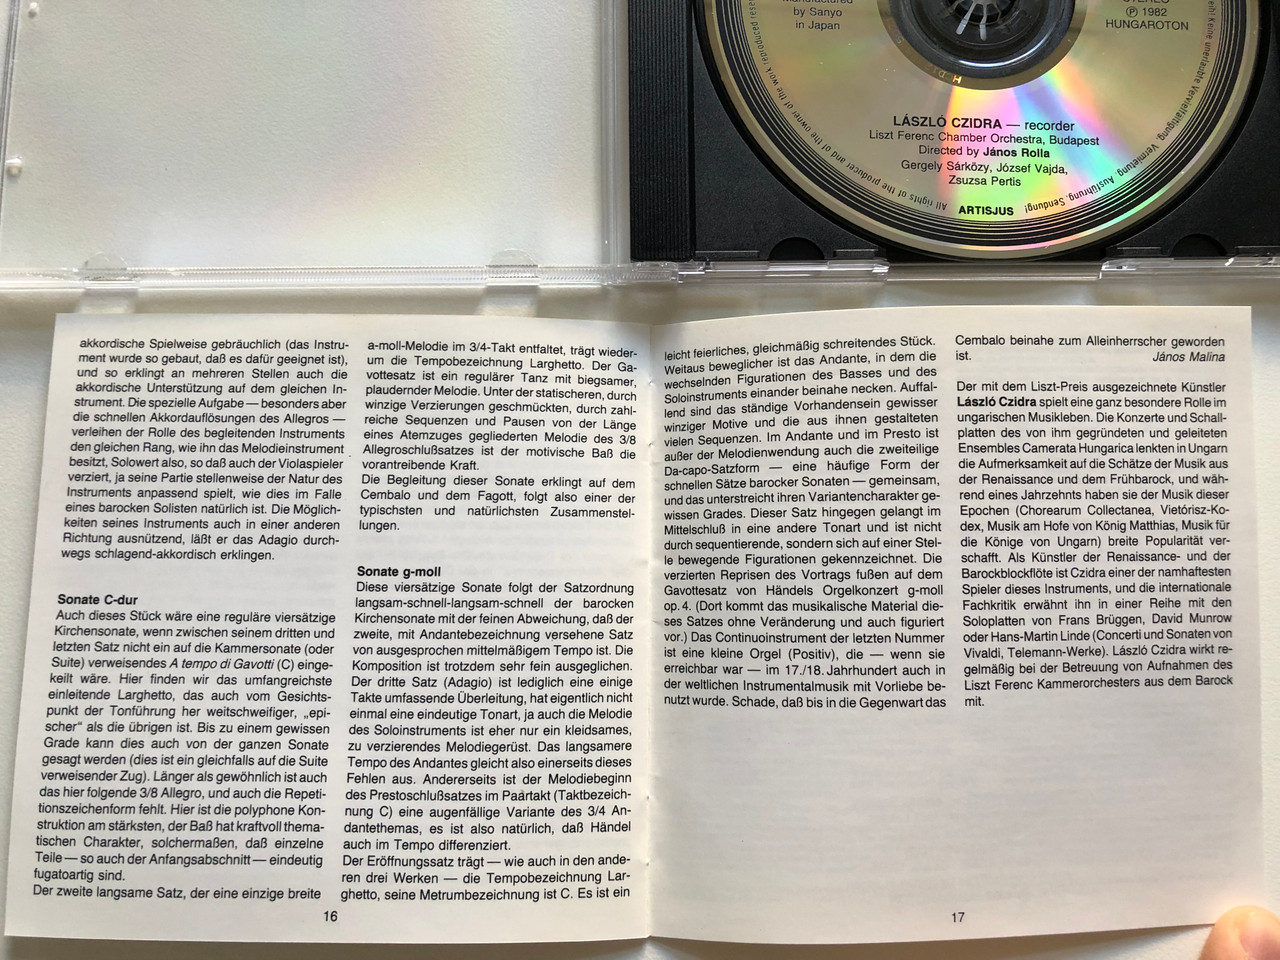 by Sanyo
in Japan
STEREO
Ⓟ 1982
HUNGAROTON
LÁSZLÓ CZIDRA — recorder
Liszt Ferenc Chamber Orchestra, Budapest
Directed by János Rolla
Gergely Sárközy, József Vajda,
Zsuzsa Pertis
All rights of the producer and of the owner of the work reproduced
ARTISJUS
keine unerlaubte Vervielfältigung, Vermietung, Aufführung, Sendung!
akkordische Spielweise gebräuchlich (das Instru-
ment wurde so gebaut, daß es dafür geeignet ist),
und so erklingt an mehreren Stellen auch die
akkordische Unterstützung auf dem gleichen In-
strument. Die spezielle Aufgabe — besonders aber
die schnellen Akkordauflösungen des Allegros —
verleihen der Rolle des begleitenden Instruments
den gleichen Rang, wie ihn das Melodieinstrument
besitzt, Solowert also, so daß auch der Violaspieler
verziert, ja seine Partie stellenweise der Natur des
Instruments anpassend spielt, wie dies im Falle
eines barocken Solisten natürlich ist. Die Möglich-
keiten seines Instruments auch in einer anderen
Richtung ausnützend, läßt er das Adagio durch-
wegs schlagend-akkordisch erklingen.
Sonate C-dur
Auch dieses Stück wäre eine reguläre viersätzige
Kirchensonate, wenn zwischen seinem dritten und
letzten Satz nicht ein auf die Kammersonate (oder
Suite) verweisendes A tempo di Gavotti (C) einge-
keilt wäre. Hier finden wir das umfangreichste
einleitende Larghetto, das auch vom Gesichts-
punkt der Tonführung her weitschweifiger, „epi-
scher“ als die übrigen ist. Bis zu einem gewissen
Grade kann dies auch von der ganzen Sonate
gesagt werden (dies ist ein gleichfalls auf die Suite
verweisender Zug). Länger als gewöhnlich ist auch
das hier folgende 3/8 Allegro, und auch die Repeti-
tionszeichenform fehlt. Hier ist die polyphone Kon-
struktion am stärksten, der Baß hat kraftvoll thema-
tischen Charakter, solchermaßen, daß einzelne
Teile — so auch der Anfangsabschnitt — eindeutig
fugatoartig sind.
Der zweite langsame Satz, der eine einzige breite
a-moll-Melodie im 3/4-Takt entfaltet, trägt wieder-
um die Tempobezeichnung Larghetto. Der Ga-
vottesatz ist ein regulärer Tanz mit biegsamer,
plaudernder Melodie. Unter der statischeren, durch
winzige Verzierungen geschmückten, durch zahl-
reiche Sequenzen und Pausen von der Länge
eines Atemzuges gegliederten Melodie des 3/8
Allegroschlußsatzes ist der motivische Baß die
vorantreibende Kraft.
Die Begleitung dieser Sonate erklingt auf dem
Cembalo und dem Fagott, folgt also einer der
typischsten und natürlichsten Zusammenstel-
lungen.
Sonate g-moll
Diese viersätzige Sonate folgt der Satzordnung
langsam-schnell-langsam-schnell der barocken
Kirchensonate mit der feinen Abweichung, daß der
zweite, mit Andantebezeichnung versehene Satz
von ausgesprochen mittelmäßigem Tempo ist. Die
Komposition ist trotzdem sehr fein ausgeglichen.
Der dritte Satz (Adagio) ist lediglich eine einige
Takte umfassende Überleitung, hat eigentlich nicht
einmal eine eindeutige Tonart, ja auch die Melodie
des Soloinstruments ist eher nur ein kleidsames,
zu verzierendes Melodiegerüst. Das langsamere
Tempo des Andantes gleicht also einerseits dieses
Fehlen aus. Andererseits ist der Melodiebeginn
des Prestoschlußsatzes im Paartakt (Taktbezeich-
nung C) eine augenfällige Variante des 3/4 An-
dantethemas, es ist also natürlich, daß Händel
auch im Tempo differenziert.
Der Eröffnungssatz trägt — wie auch in den ande-
ren drei Werken — die Tempobezeichnung Lar-
ghetto, seine Metrumbezeichnung ist C. Es ist ein
16
leicht feierliches, gleichmäßig schreitendes Stück.
Weitaus beweglicher ist das Andante, in dem die
wechselnden Figurationen des Basses und des
Soloinstruments einander beinahe necken. Auffal-
lend sind das ständige Vorhandensein gewisser
winziger Motive und die aus ihnen gestalteten
vielen Sequenzen. Im Andante und im Presto ist
außer der Melodienwendung auch die zweiteilige
Da-capo-Satzform — eine häufige Form der
schnellen Sätze barocker Sonaten — gemeinsam,
und das unterstreicht ihren Variantencharakter ge-
wissen Grades. Dieser Satz hingegen gelangt im
Mittelschluß in eine andere Tonart und ist nicht
durch sequentierende, sondern sich auf einer Stel-
le bewegende Figurationen gekennzeichnet. Die
verzierten Reprisen des Vortrags fußen auf dem
Gavottesatz von Händels Orgelkonzert g-moll
op. 4. (Dort kommt das musikalische Material die-
ses Satzes ohne Veränderung und auch figuriert
vor.) Das Continuoinstrument der letzten Nummer
ist eine kleine Orgel (Positiv), die — wenn sie
erreichbar war — im 17./18. Jahrhundert auch in
der weltlichen Instrumentalmusik mit Vorliebe be-
nutzt wurde. Schade, daß bis in die Gegenwart das
Cembalo beinahe zum Alleinherrscher geworden
ist. János Malina
Der mit dem Liszt-Preis ausgezeichnete Künstler
László Czidra spielt eine ganz besondere Rolle im
ungarischen Musikleben. Die Konzerte und Schall-
platten des von ihm gegründeten und geleiteten
Ensembles Camerata Hungarica lenkten in Ungarn
die Aufmerksamkeit auf die Schätze der Musik aus
der Renaissance und dem Frühbarock, und wäh-
rend eines Jahrzehnts haben sie der Musik dieser
Epochen (Chorearum Collectanea, Vietórisz-Ko-
dex, Musik am Hofe von König Matthias, Musik für
die Könige von Ungarn) breite Popularität ver-
schafft. Als Künstler der Renaissance- und der
Barockblockflöte ist Czidra einer der namhaftesten
Spieler dieses Instruments, und die internationale
Fachkritik erwähnt ihn in einer Reihe mit den
Soloplatten von Frans Brüggen, David Munrow
oder Hans-Martin Linde (Concerti und Sonaten von
Vivaldi, Telemann-Werke). László Czidra wirkt re-
gelmäßig bei der Betreuung von Aufnahmen des
Liszt Ferenc Kammerorchesters aus dem Barock
mit.
17